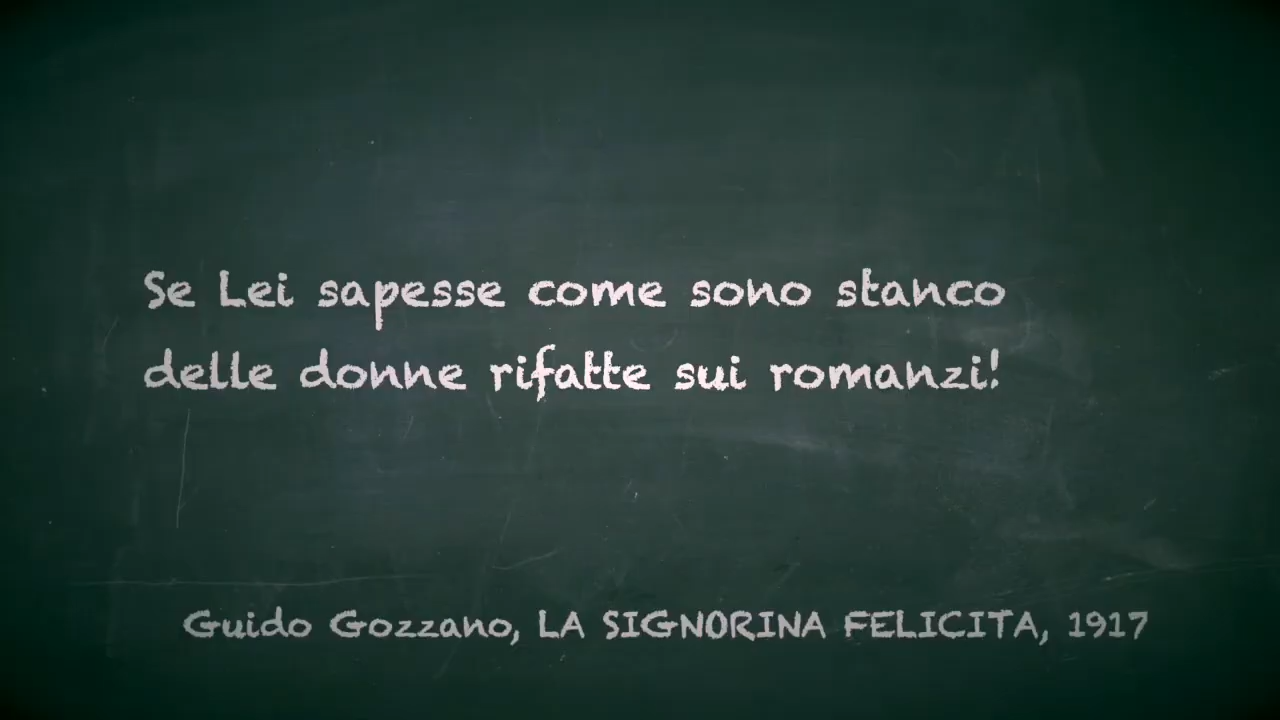 Se Lei sapesse come sono stanco
delle donne rifatte sui romanzi!
Guido Gozzano, LA SIGNORINA FELICITA, 1917